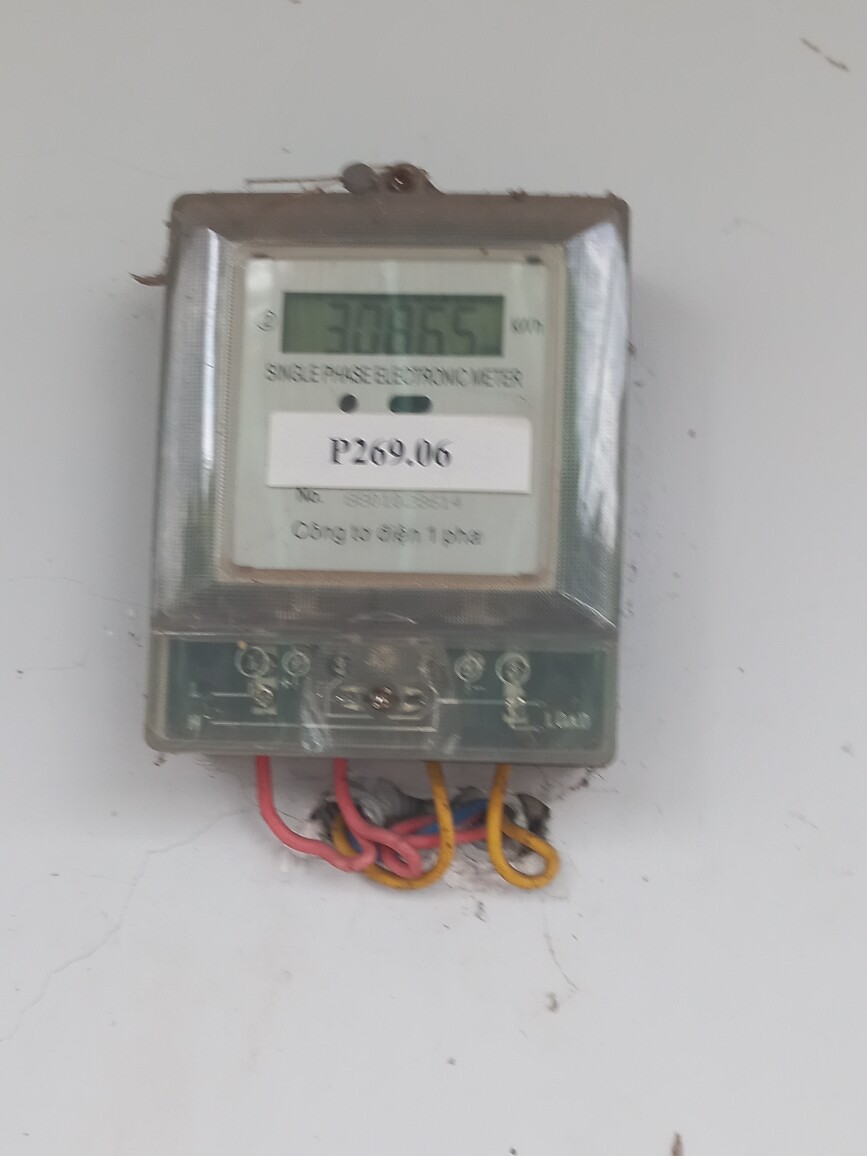 30865 kWh
SINGLE PHASE ELECTRONIC METER
P269.06
No.
Công tơ điện 1 pha
LOAD